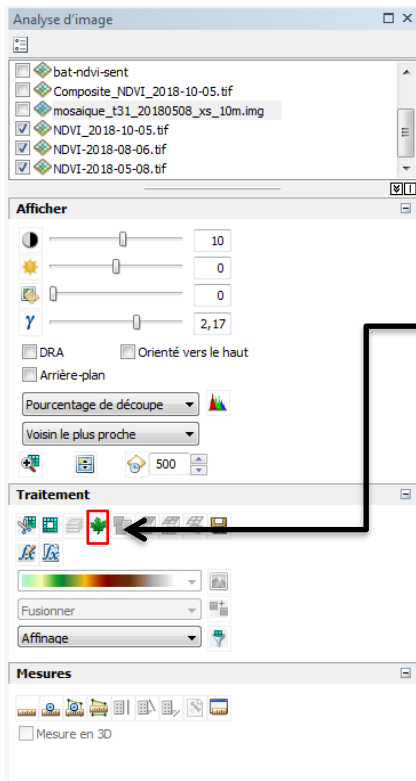 Analyse d'image
bat-ndvi-sent
Composite_NDVI_2018-10-05.tif
mosaique_t31_20180508_xs_10m.img
NDVI_2018-10-05.tif
NDVI-2018-08-06.tif
NDVI-2018-05-08.tif
Afficher
10
0
0
γ 2,17
DRA Orienté vers le haut
Arrière-plan
Pourcentage de découpe
Voisin le plus proche
500
Traitement
Fusionner
Affinage
Mesures
Mesure en 3D